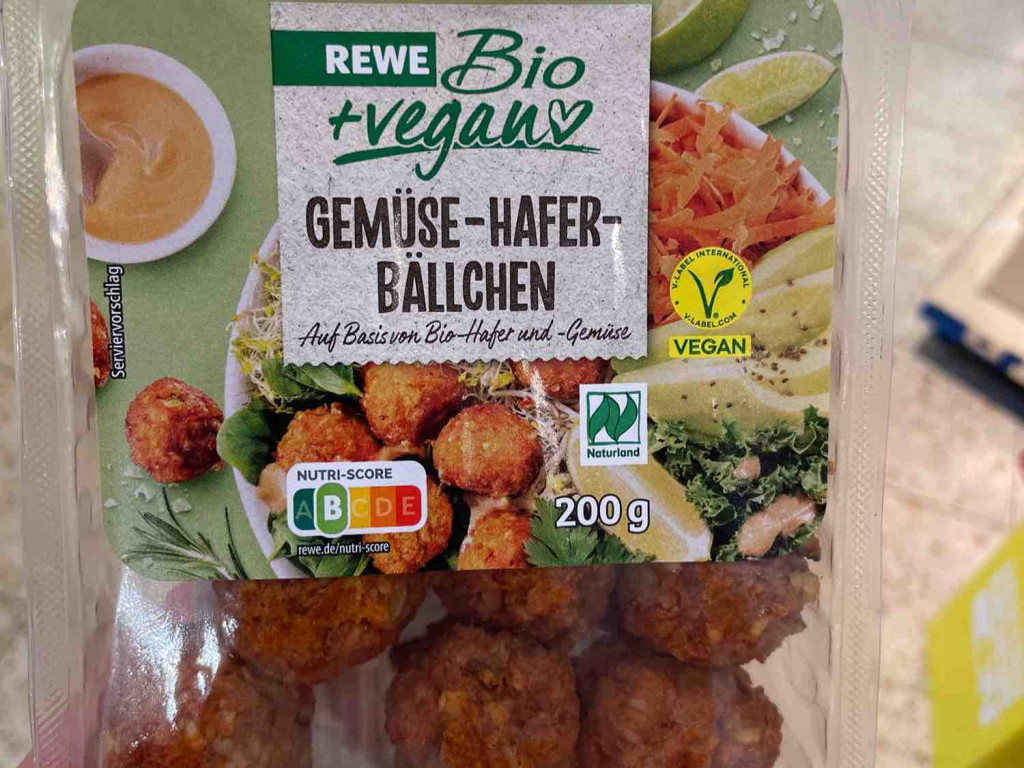 REWE Bio
+vegan
GEMÜSE-HAFER-
BÄLLCHEN
Auf Basis von Bio-Hafer und -Gemüse
Serviervorschlag
V-LABEL INTERNATIONAL
V-LABEL.COM
VEGAN
Naturland
NUTRI-SCORE
ABCDE
rewe.de/nutri-score
200 g